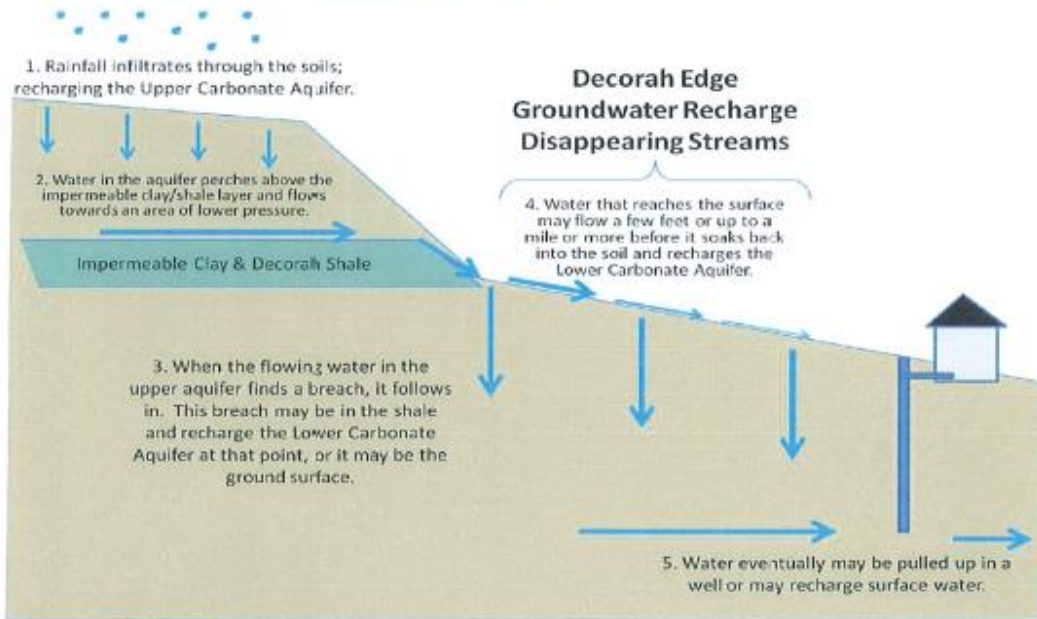 1. Rainfall infiltrates through the soils;
recharging the Upper Carbonate Aquifer.
Decorah Edge
Groundwater Recharge
Disappearing Streams
2. Water in the aquifer perches above the
impermeable clay/shale layer and flows
towards an area of lower pressure.
4. Water that reaches the surface
may flow a few feet or up to a
mile or more before it soaks back
into the soil and recharges the
Lower Carbonate Aquifer.
Impermeable Clay & Decorah Shale
3. When the flowing water in the
upper aquifer finds a breach, it follows
in. This breach may be in the shale
and recharge the Lower Carbonate
Aquifer at that point, or it may be the
ground surface.
5. Water eventually may be pulled up in a
well or may recharge surface water.